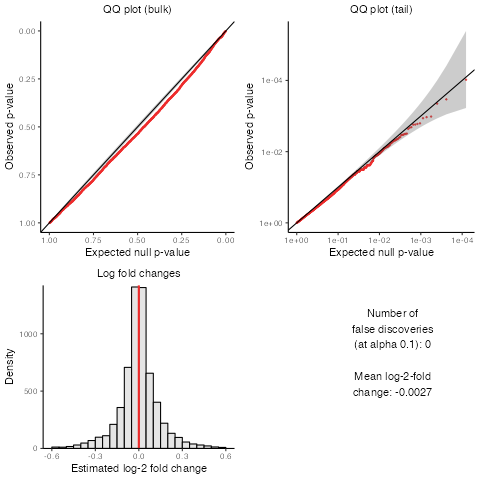 QQ plot (bulk)
Observed p-value
0.00
0.25
0.50
0.75
1.00
1.00 0.75 0.50 0.25 0.00
Expected null p-value
QQ plot (tail)
Observed p-value
1e-04
1e-02
1e+00
1e+00 1e-01 1e-02 1e-03 1e-04
Expected null p-value
Log fold changes
Density
1000
500
0
-0.6 -0.3 0.0 0.3 0.6
Estimated log-2 fold change
Number of
false discoveries
(at alpha 0.1): 0
Mean log-2-fold
change: -0.0027